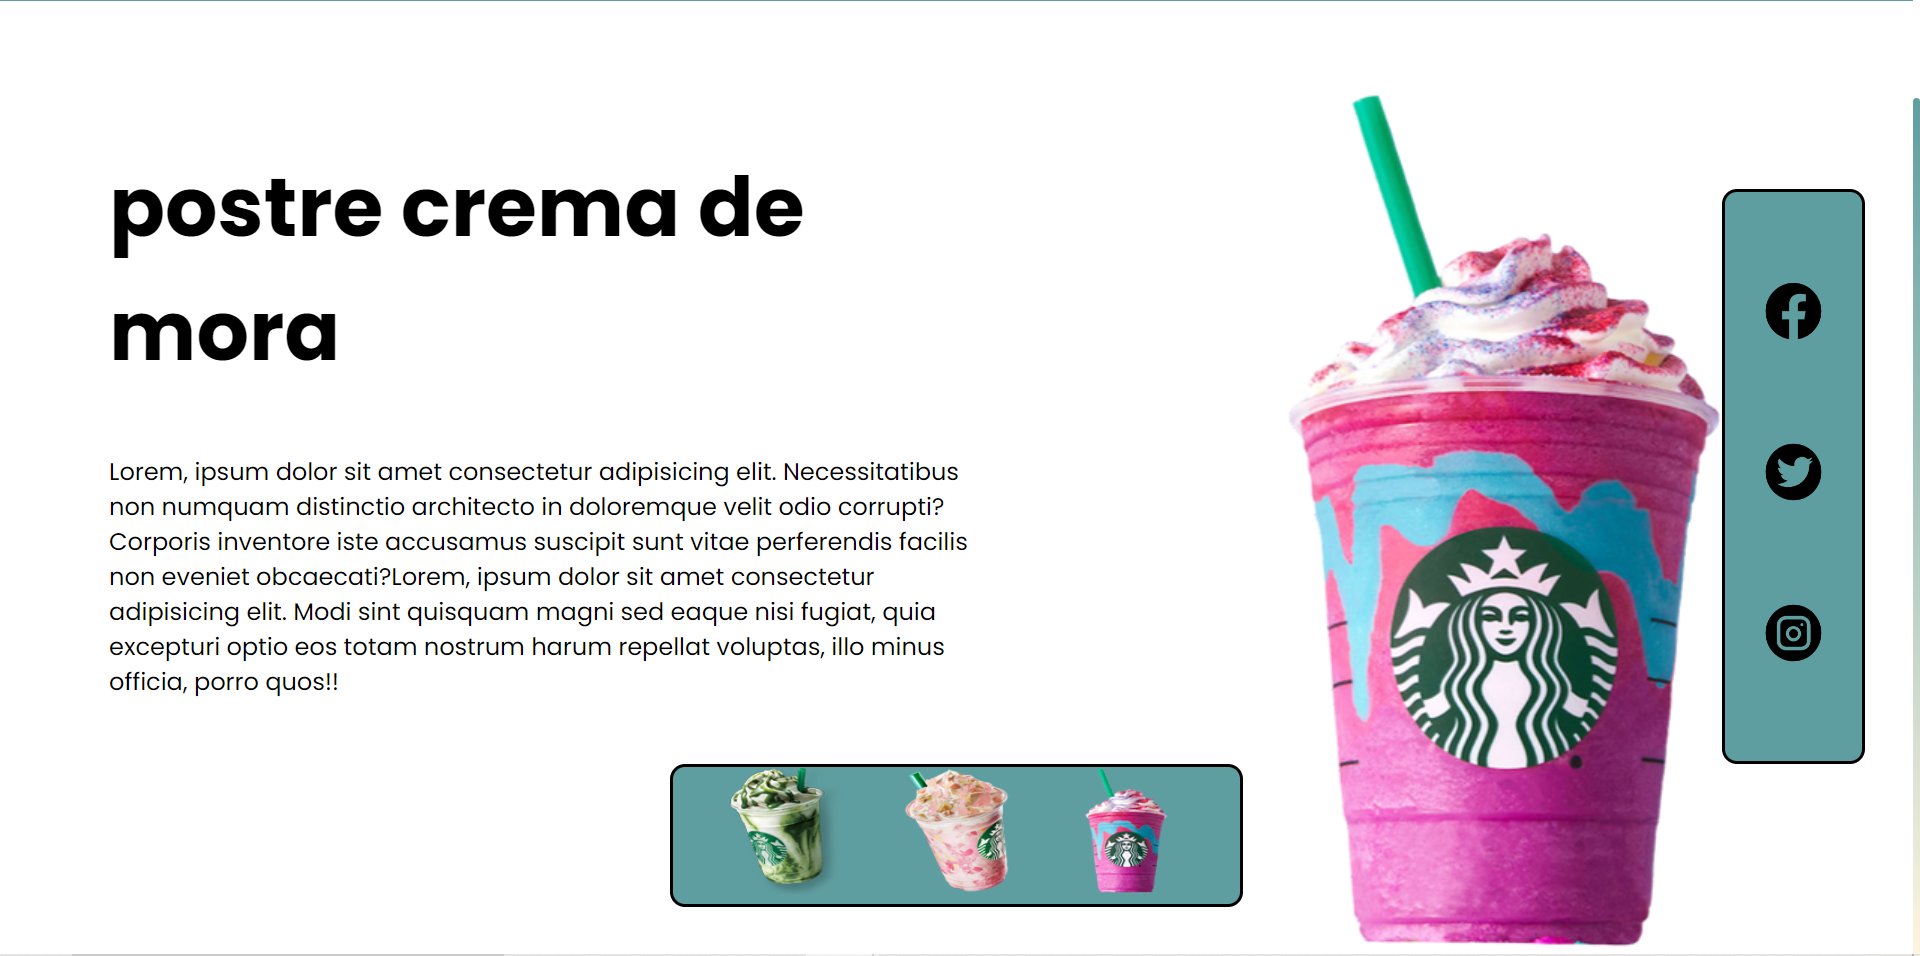 postre crema de
mora
Lorem, ipsum dolor sit amet consectetur adipisicing elit. Necessitatibus
non numquam distinctio architecto in doloremque velit odio corrupti?
Corporis inventore iste accusamus suscipit sunt vitae perferendis facilis
non eveniet obcaecati?Lorem, ipsum dolor sit amet consectetur
adipisicing elit. Modi sint quisquam magni sed eaque nisi fugiat, quia
excepturi optio eos totam nostrum harum repellat voluptas, illo minus
officia, porro quos!!